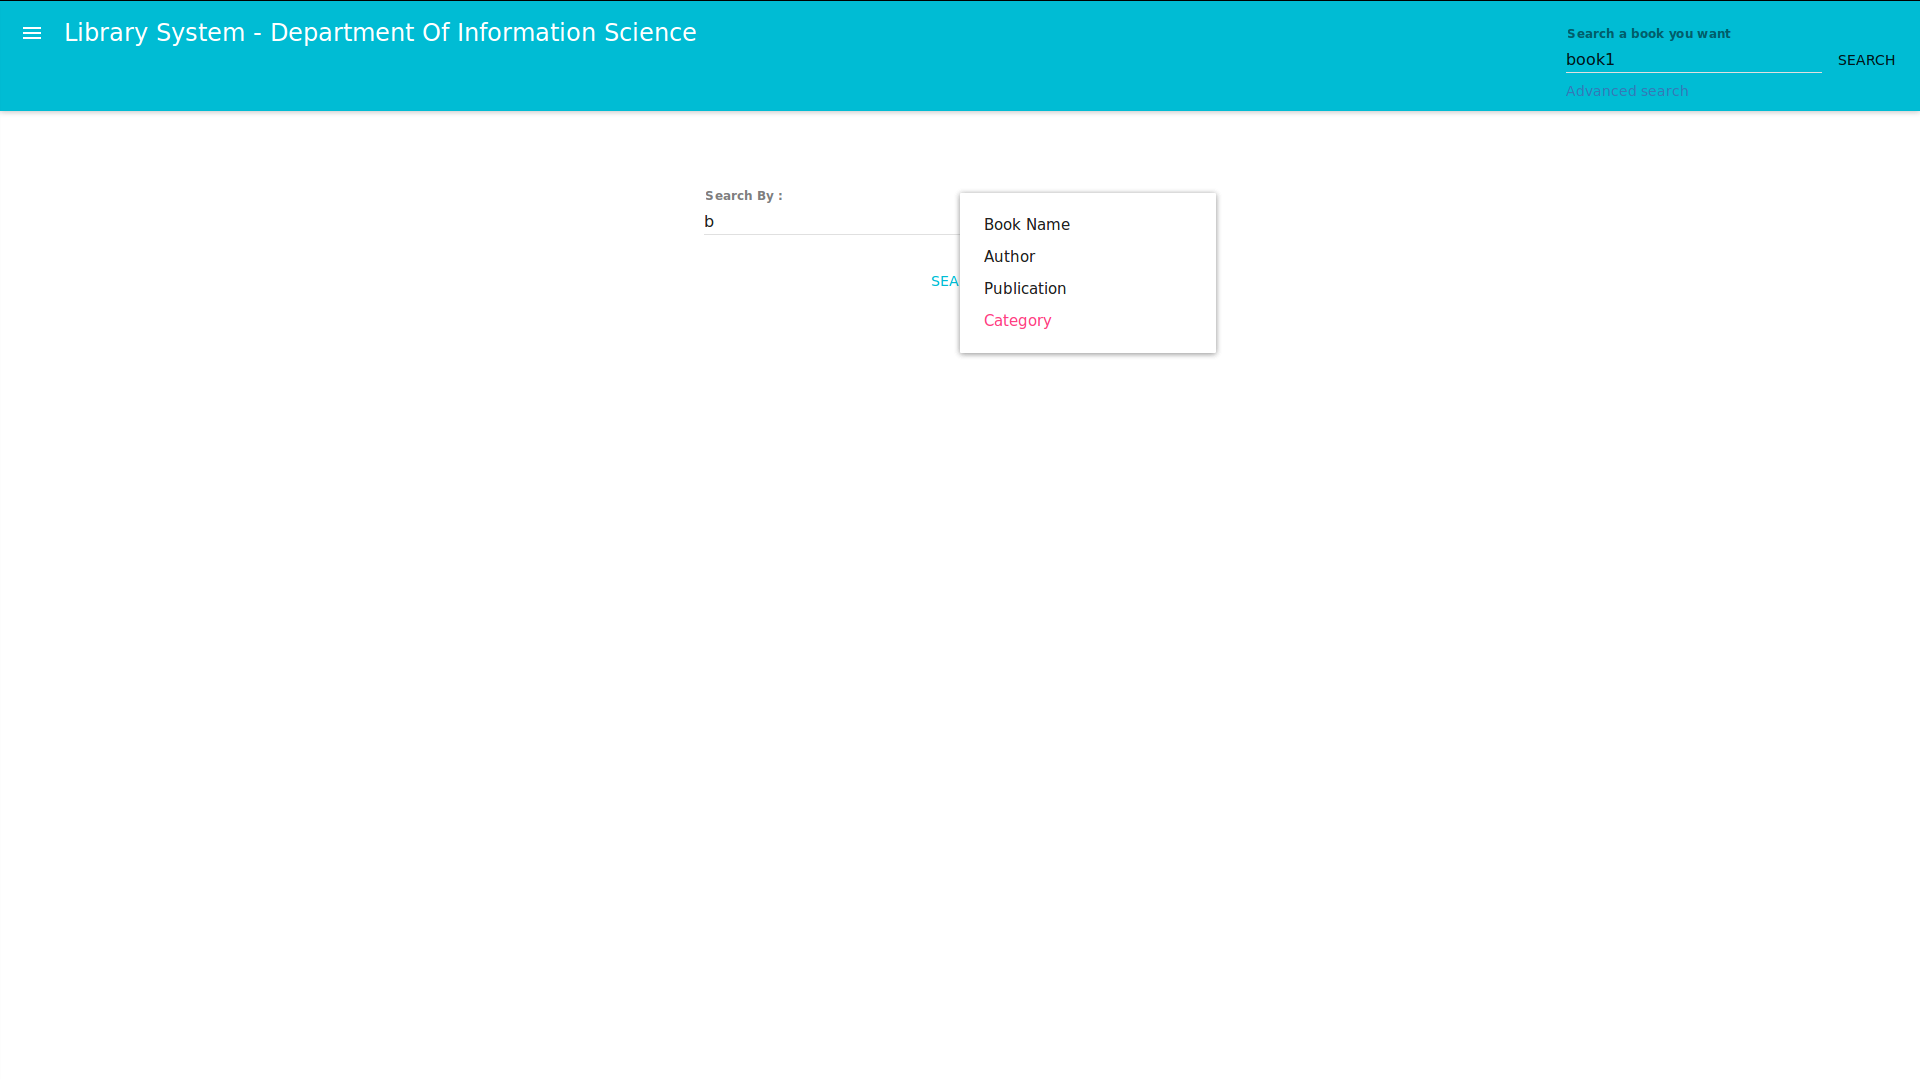 Library System - Department Of Information Science
Search a book you want
book1
SEARCH
Advanced search
Search By :
b
Book Name
Author
Publication
Category
SEA